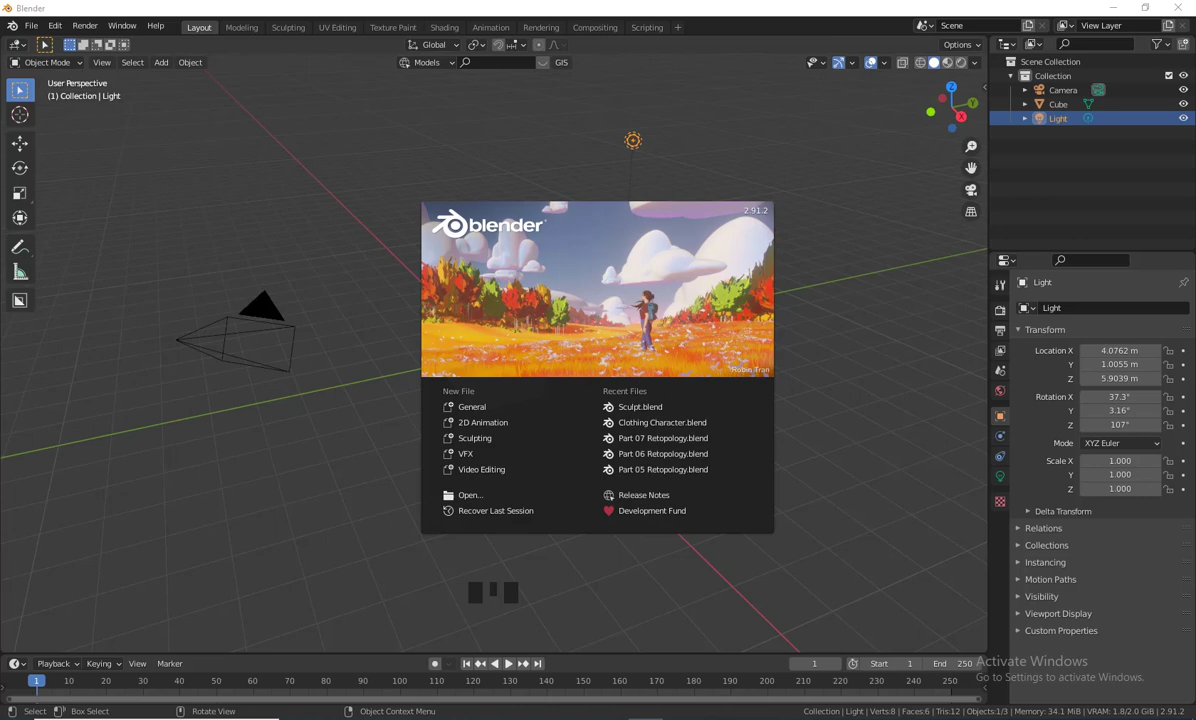 Blender
File Edit Render Window Help Layout Modeling Sculpting UV Editing Texture Paint Shading Animation Rendering Compositing Scripting + Scene View Layer
Global Options
Object Mode View Select Add Object Models GIS
User Perspective
(1) Collection | Light
Z
Y
X
Scene Collection
Collection
Camera
Cube
Light
blender
2.91.2
Robin Tran
New File
General
2D Animation
Sculpting
VFX
Video Editing
Open...
Recover Last Session
Recent Files
Sculpt.blend
Clothing Character.blend
Part 07 Retopology.blend
Part 06 Retopology.blend
Part 05 Retopology.blend
Release Notes
Development Fund
Light
Light
Transform
Location X 4.0762 m
Y 1.0055 m
Z 5.9039 m
Rotation X 37.3°
Y 3.16°
Z 107°
Mode XYZ Euler
Scale X 1.000
Y 1.000
Z 1.000
Delta Transform
Relations
Collections
Instancing
Motion Paths
Visibility
Viewport Display
Custom Properties
Activate Windows
Go to Settings to activate Windows.
Playback Keying View Marker 1 Start 1 End 250
1 10 20 30 40 50 60 70 80 90 100 110 120 130 140 150 160 170 180 190 200 210 220 230 240 250
Select Box Select Rotate View Object Context Menu Collection | Light | Verts:8 | Faces:6 | Tris:12 | Objects:1/3 | Memory: 34.1 MiB | VRAM: 1.8/2.0 GiB | 2.91.2